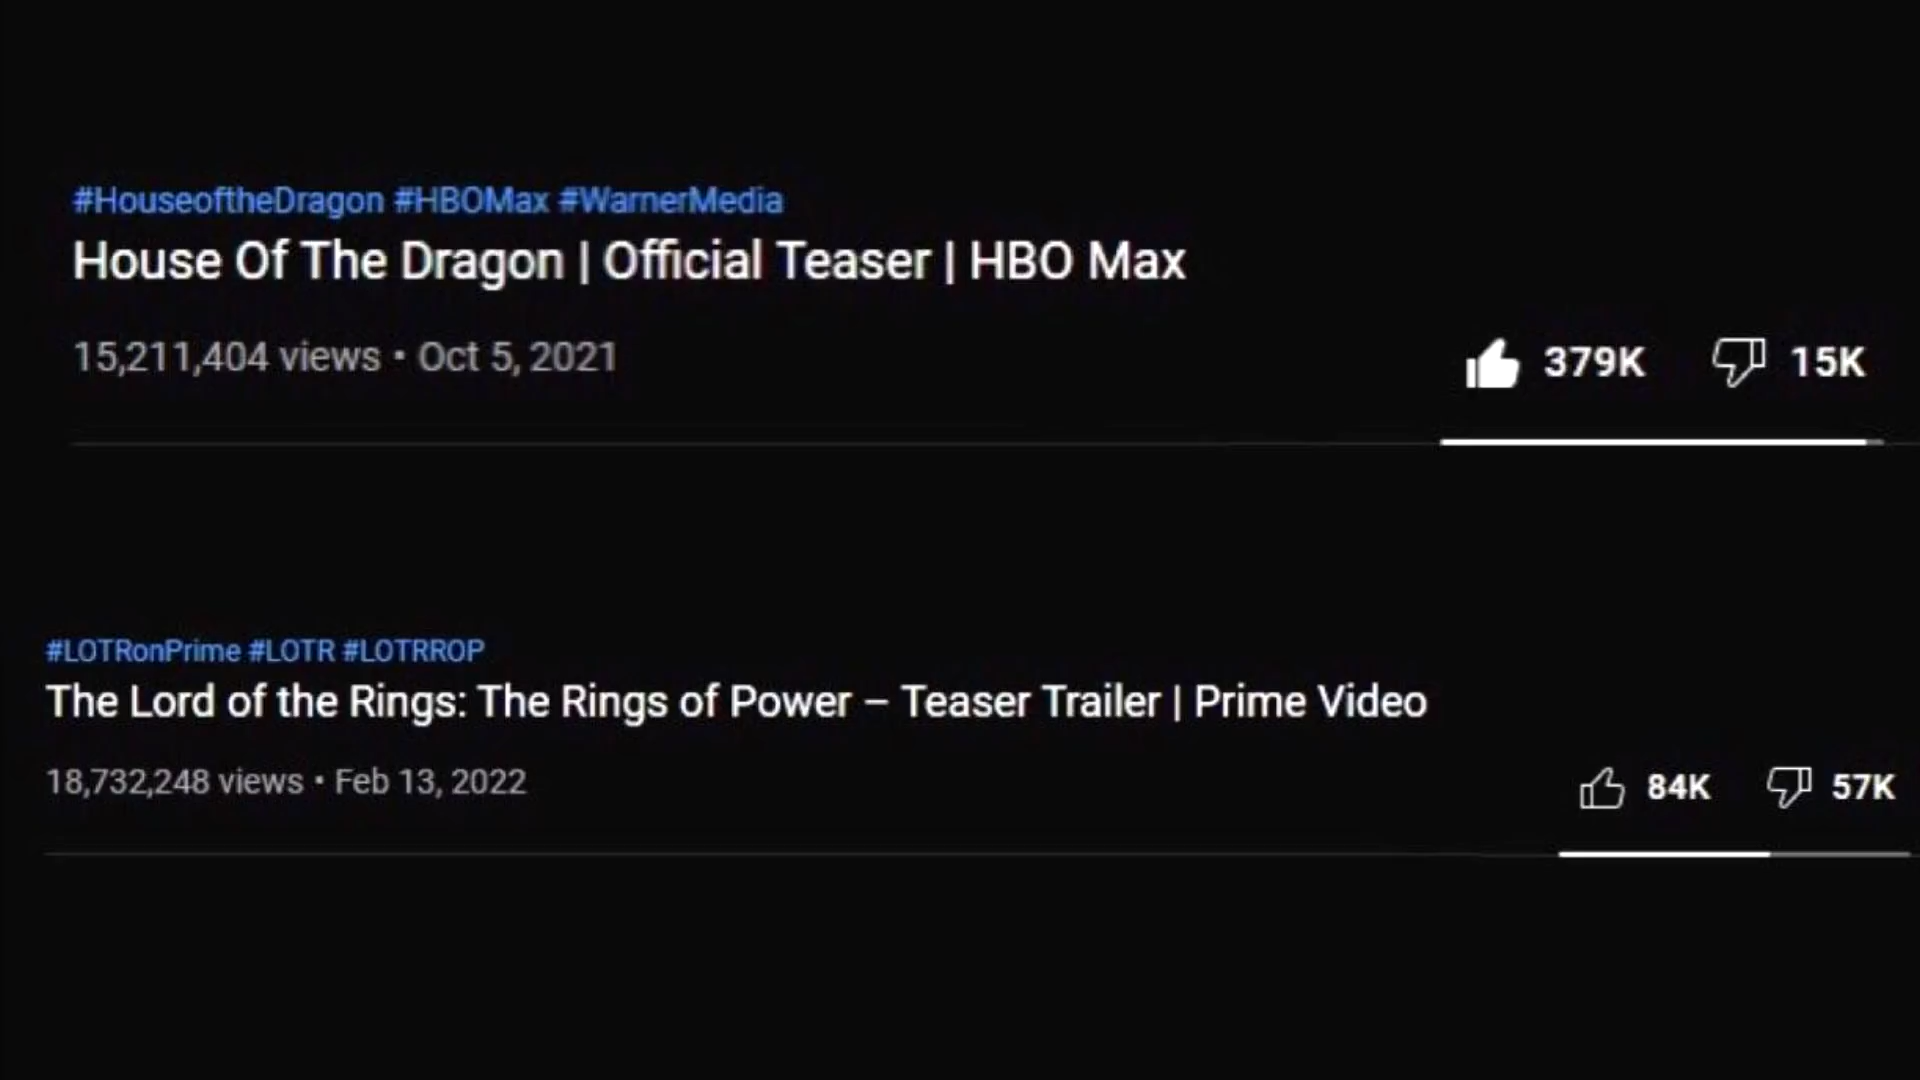 #HouseoftheDragon #HBOMax #WarnerMedia
House Of The Dragon | Official Teaser | HBO Max
15,211,404 views • Oct 5, 2021
379K 15K
#LOTRonPrime #LOTR #LOTRROP
The Lord of the Rings: The Rings of Power – Teaser Trailer | Prime Video
18,732,248 views • Feb 13, 2022
84K 57K